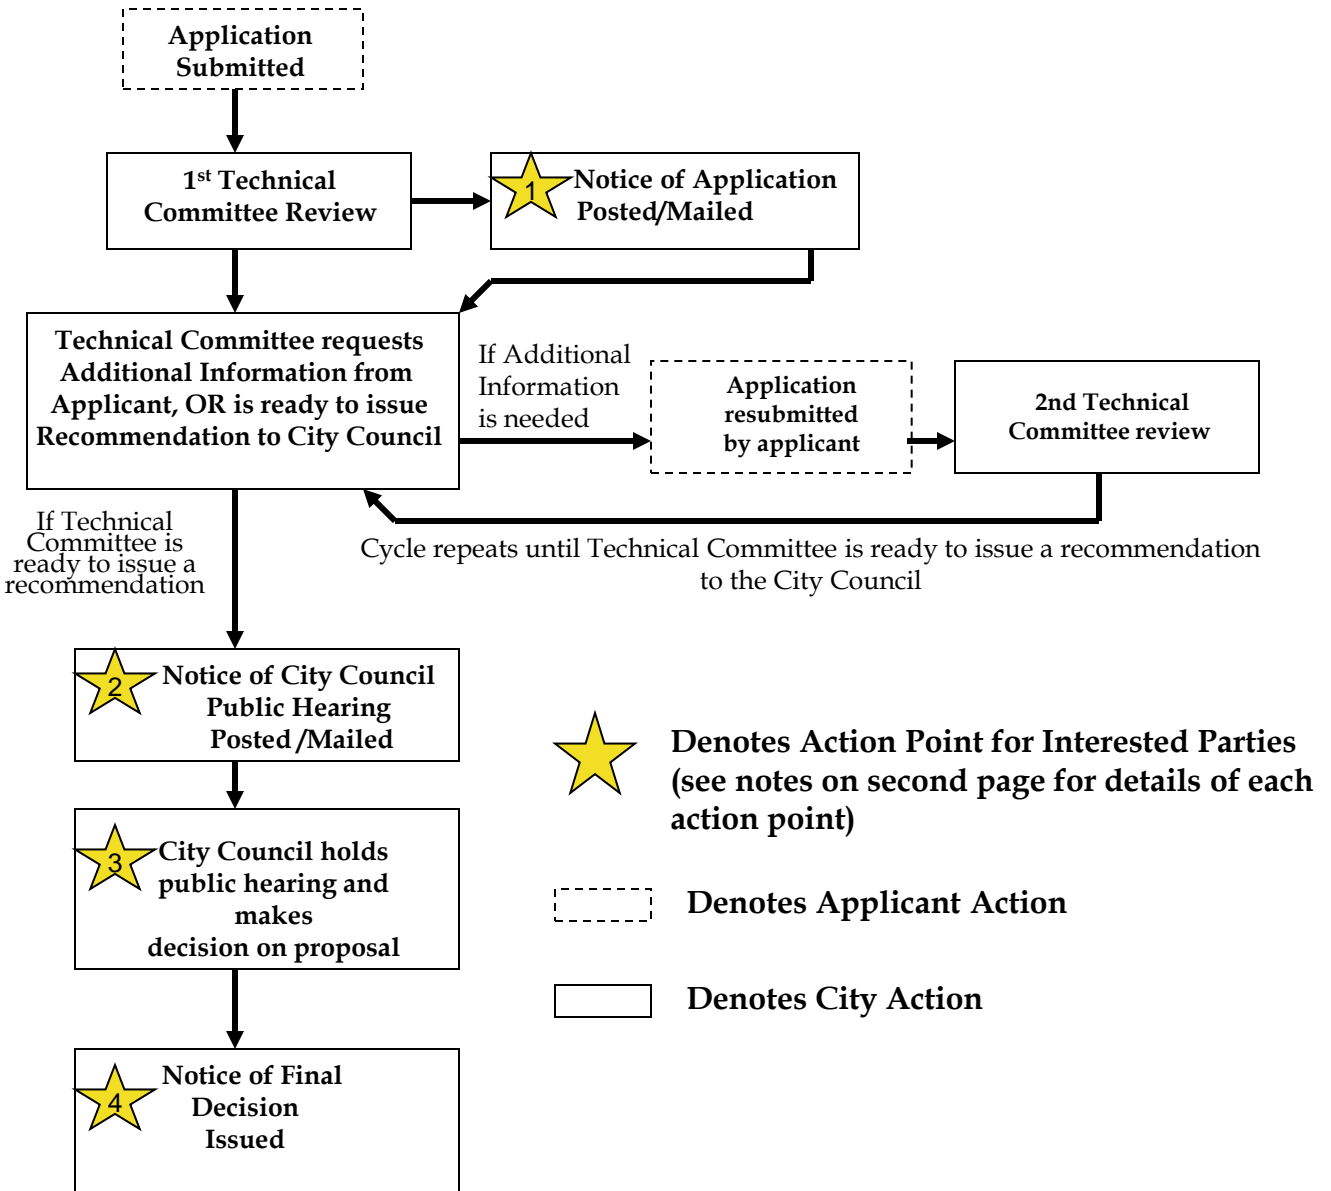 Application
Submitted
1st Technical
Committee Review
1
Notice of Application
Posted/Mailed
Technical Committee requests
Additional Information from
Applicant, OR is ready to issue
Recommendation to City Council
If Additional
Information
is needed
Application
resubmitted
by applicant
2nd Technical
Committee review
If Technical
Committee is
ready to issue a
recommendation
Cycle repeats until Technical Committee is ready to issue a recommendation
to the City Council
2
Notice of City Council
Public Hearing
Posted /Mailed
3
City Council holds
public hearing and
makes
decision on proposal
4
Notice of Final
Decision
Issued
Denotes Action Point for Interested Parties
(see notes on second page for details of each
action point)
Denotes Applicant Action
Denotes City Action